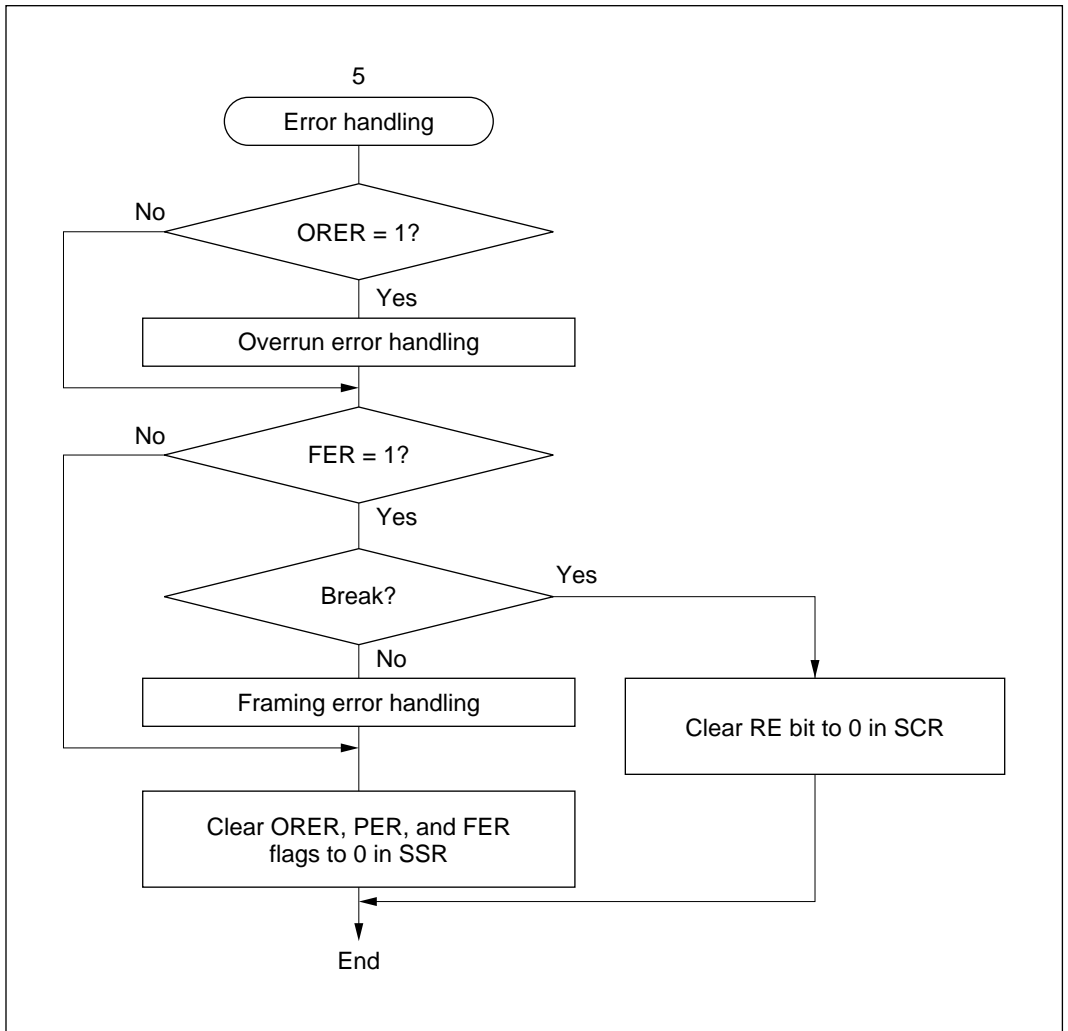 5
Error handling
No
ORER = 1?
Yes
Overrun error handling
No
FER = 1?
Yes
Break?
Yes
No
Framing error handling
Clear RE bit to 0 in SCR
Clear ORER, PER, and FER
flags to 0 in SSR
End